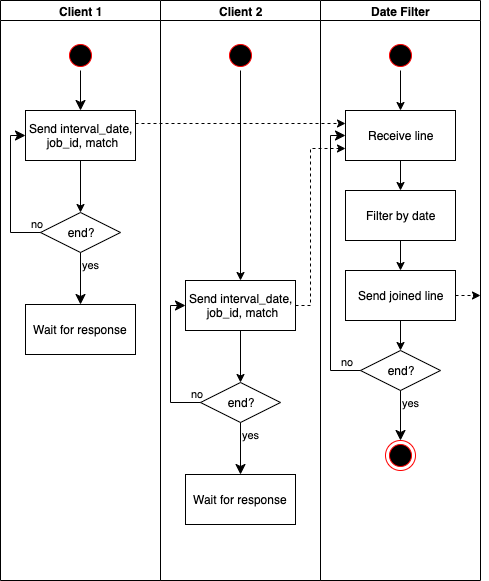 Client 1
Client 2
Date Filter
Send interval_date,
job_id, match
Receive line
no
end?
yes
Filter by date
Send interval_date,
job_id, match
Send joined line
Wait for response
no
end?
yes
no
end?
yes
Wait for response